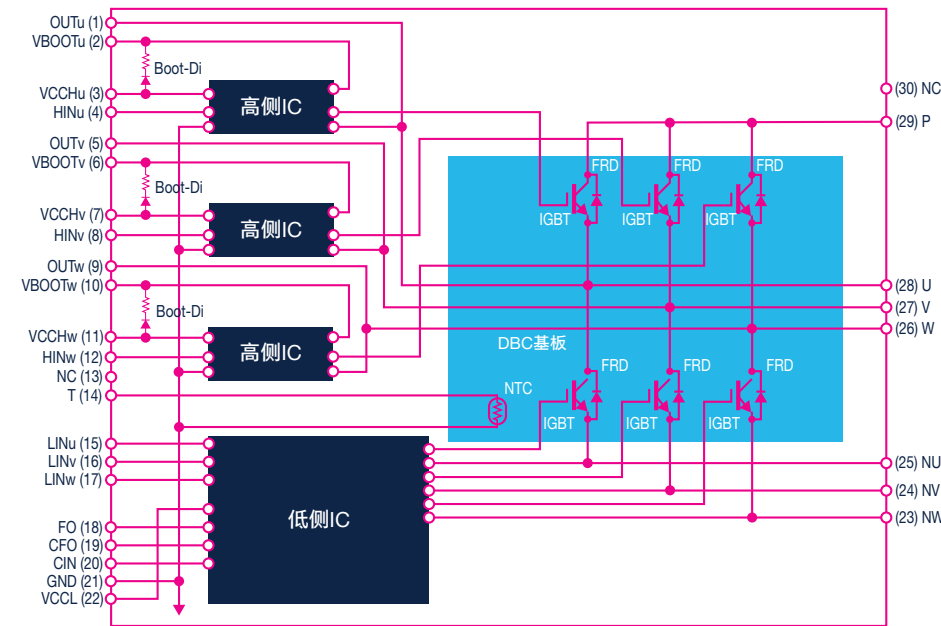 OUTu (1)
VBOOTu (2)
Boot-Di
VCCHu (3)
HINu (4)
高侧IC
OUTv (5)
VBOOTv (6)
Boot-Di
VCCHv (7)
HINv (8)
高侧IC
OUTw (9)
VBOOTw (10)
Boot-Di
VCCHw (11)
HINw (12)
高侧IC
NC (13)
T (14)
LINu (15)
LINv (16)
LINw (17)
低侧IC
FO (18)
CFO (19)
CIN (20)
GND (21)
VCCL (22)
FRD
FRD
FRD
IGBT
IGBT
IGBT
DBC基板
NTC
FRD
FRD
FRD
IGBT
IGBT
IGBT
(30) NC
(29) P
(28) U
(27) V
(26) W
(25) NU
(24) NV
(23) NW